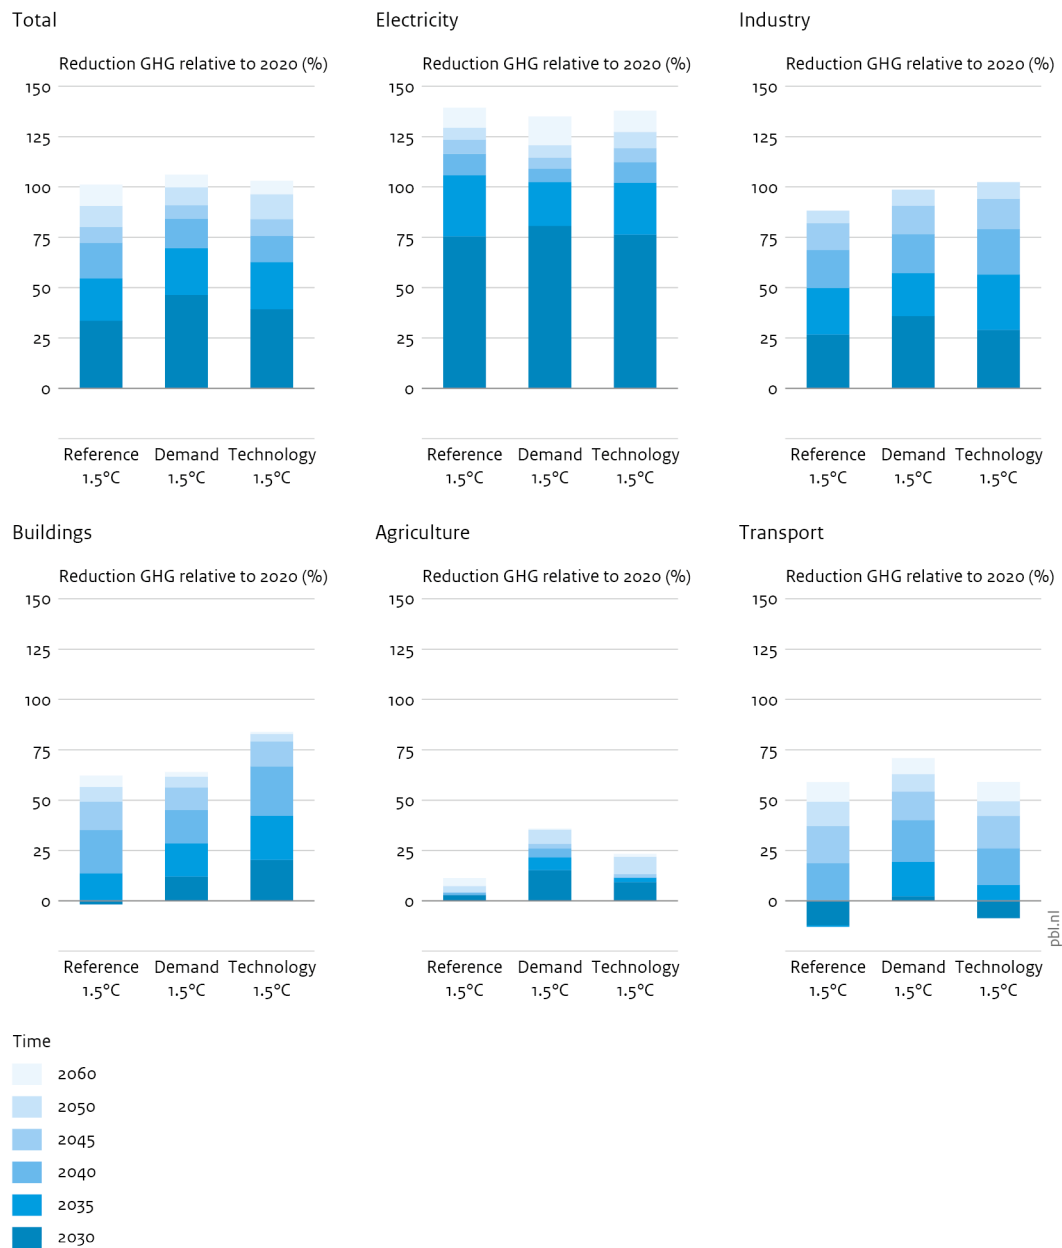 Total
Electricity
Industry
Reduction GHG relative to 2020 (%)
Reduction GHG relative to 2020 (%)
Reduction GHG relative to 2020 (%)
150
125
100
75
50
25
0
150
125
100
75
50
25
0
150
125
100
75
50
25
0
Reference
1.5°C
Demand
1.5°C
Technology
1.5°C
Reference
1.5°C
Demand
1.5°C
Technology
1.5°C
Reference
1.5°C
Demand
1.5°C
Technology
1.5°C
Buildings
Agriculture
Transport
Reduction GHG relative to 2020 (%)
Reduction GHG relative to 2020 (%)
Reduction GHG relative to 2020 (%)
150
125
100
75
50
25
0
150
125
100
75
50
25
0
150
125
100
75
50
25
0
Reference
1.5°C
Demand
1.5°C
Technology
1.5°C
Reference
1.5°C
Demand
1.5°C
Technology
1.5°C
Reference
1.5°C
Demand
1.5°C
Technology
1.5°C
pbl.nl
Time
2060
2050
2045
2040
2035
2030